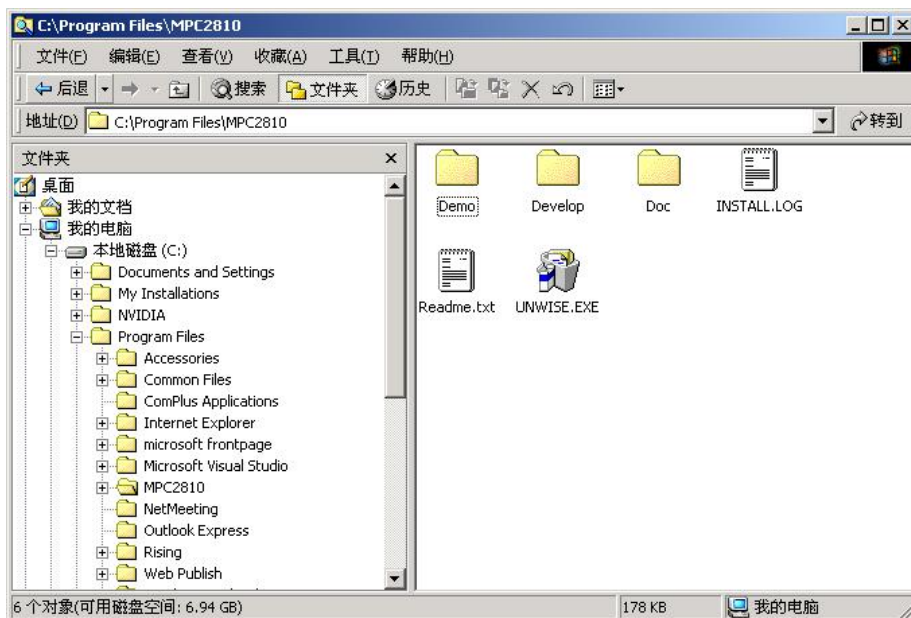 C:\Program Files\MPC2810
文件(F) 编辑(E) 查看(V) 收藏(A) 工具(T) 帮助(H)
后退 搜索 文件夹 历史
地址(D) C:\Program Files\MPC2810 转到
文件夹
桌面
我的文档
我的电脑
本地磁盘 (C:)
Documents and Settings
My Installations
NVIDIA
Program Files
Accessories
Common Files
ComPlus Applications
Internet Explorer
microsoft frontpage
Microsoft Visual Studio
MPC2810
NetMeeting
Outlook Express
Rising
Web Publish
Demo Develop Doc INSTALL.LOG
Readme.txt UNWISE.EXE
6 个对象(可用磁盘空间: 6.94 GB) 178 KB 我的电脑